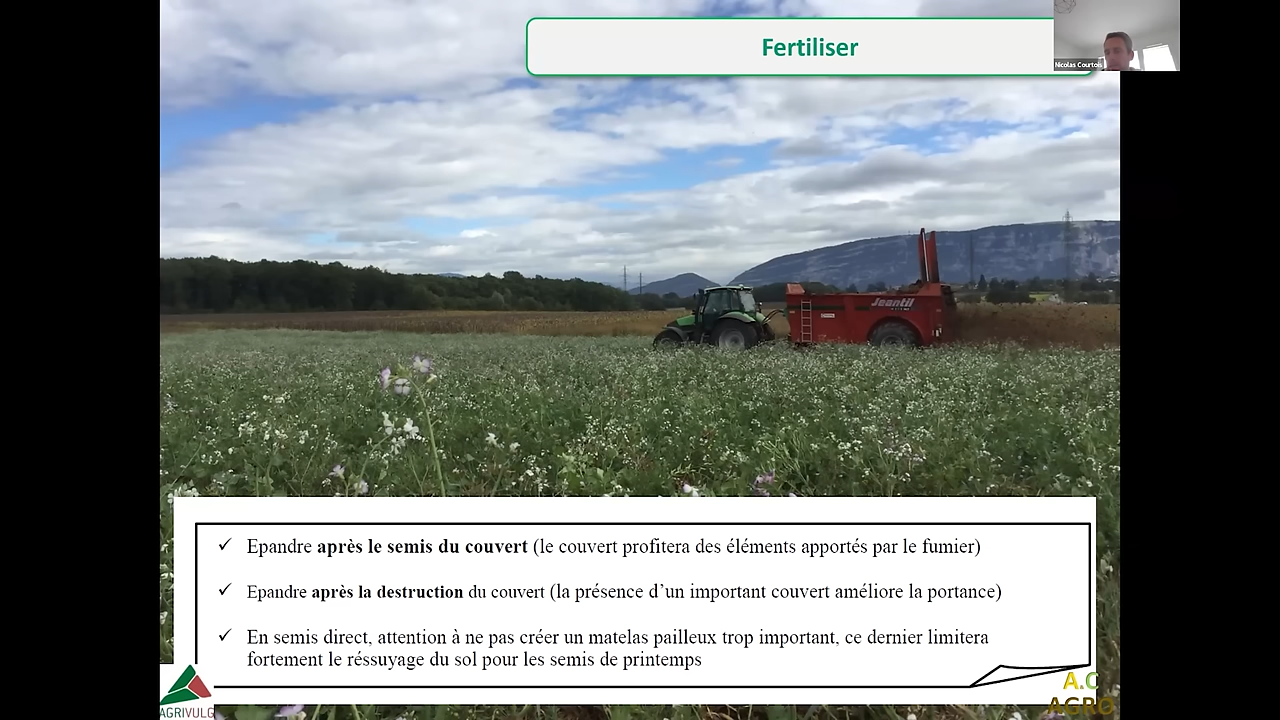 Fertiliser
Nicolas Courtois
Jeantil
Epandre après le semis du couvert (le couvert profitera des éléments apportés par le fumier)
Epandre après la destruction du couvert (la présence d’un important couvert améliore la portance)
En semis direct, attention à ne pas créer un matelas pailleux trop important, ce dernier limitera
fortement le réssuyage du sol pour les semis de printemps
AGRIVULG
A.C
AGRO